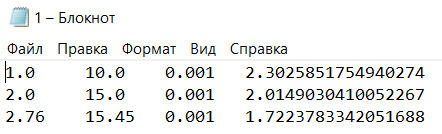 1 – Блокнот
Файл Правка Формат Вид Справка
1.0 10.0 0.001 2.3025851754940274
2.0 15.0 0.001 2.0149030410052267
2.76 15.45 0.001 1.7223783342051688